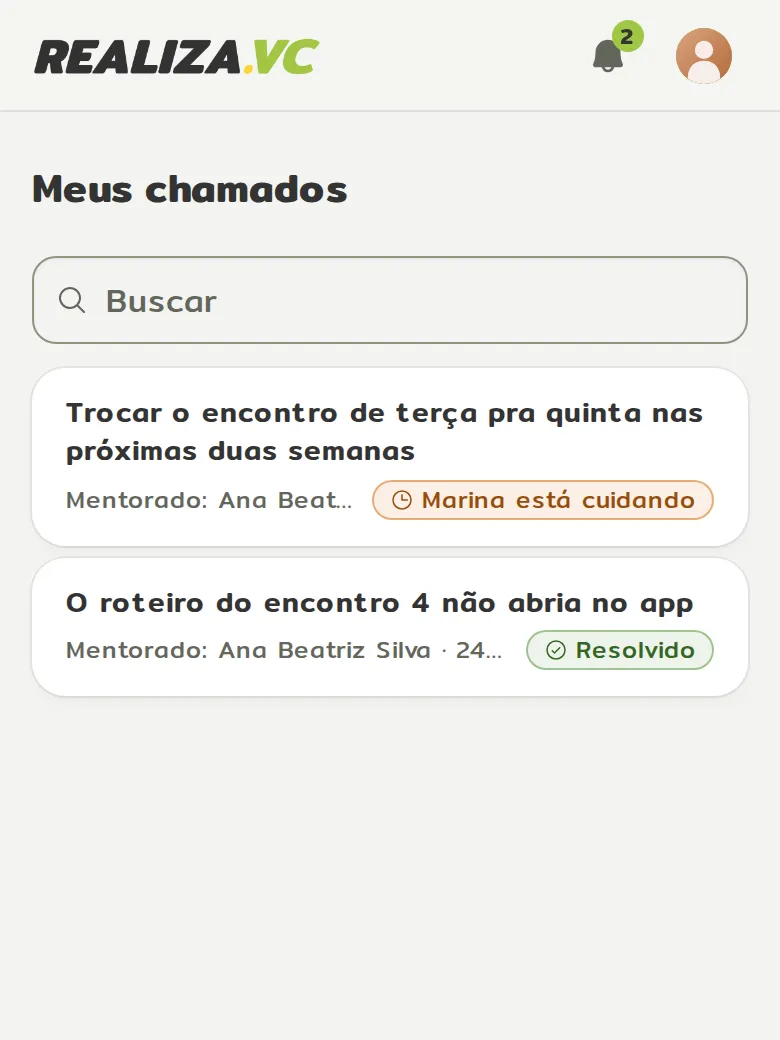 REALIZA.VC
2
Meus chamados
Buscar
Trocar o encontro de terça pra quinta nas
próximas duas semanas
Mentorado: Ana Beat...
Marina está cuidando
O roteiro do encontro 4 não abria no app
Mentorado: Ana Beatriz Silva · 24...
Resolvido